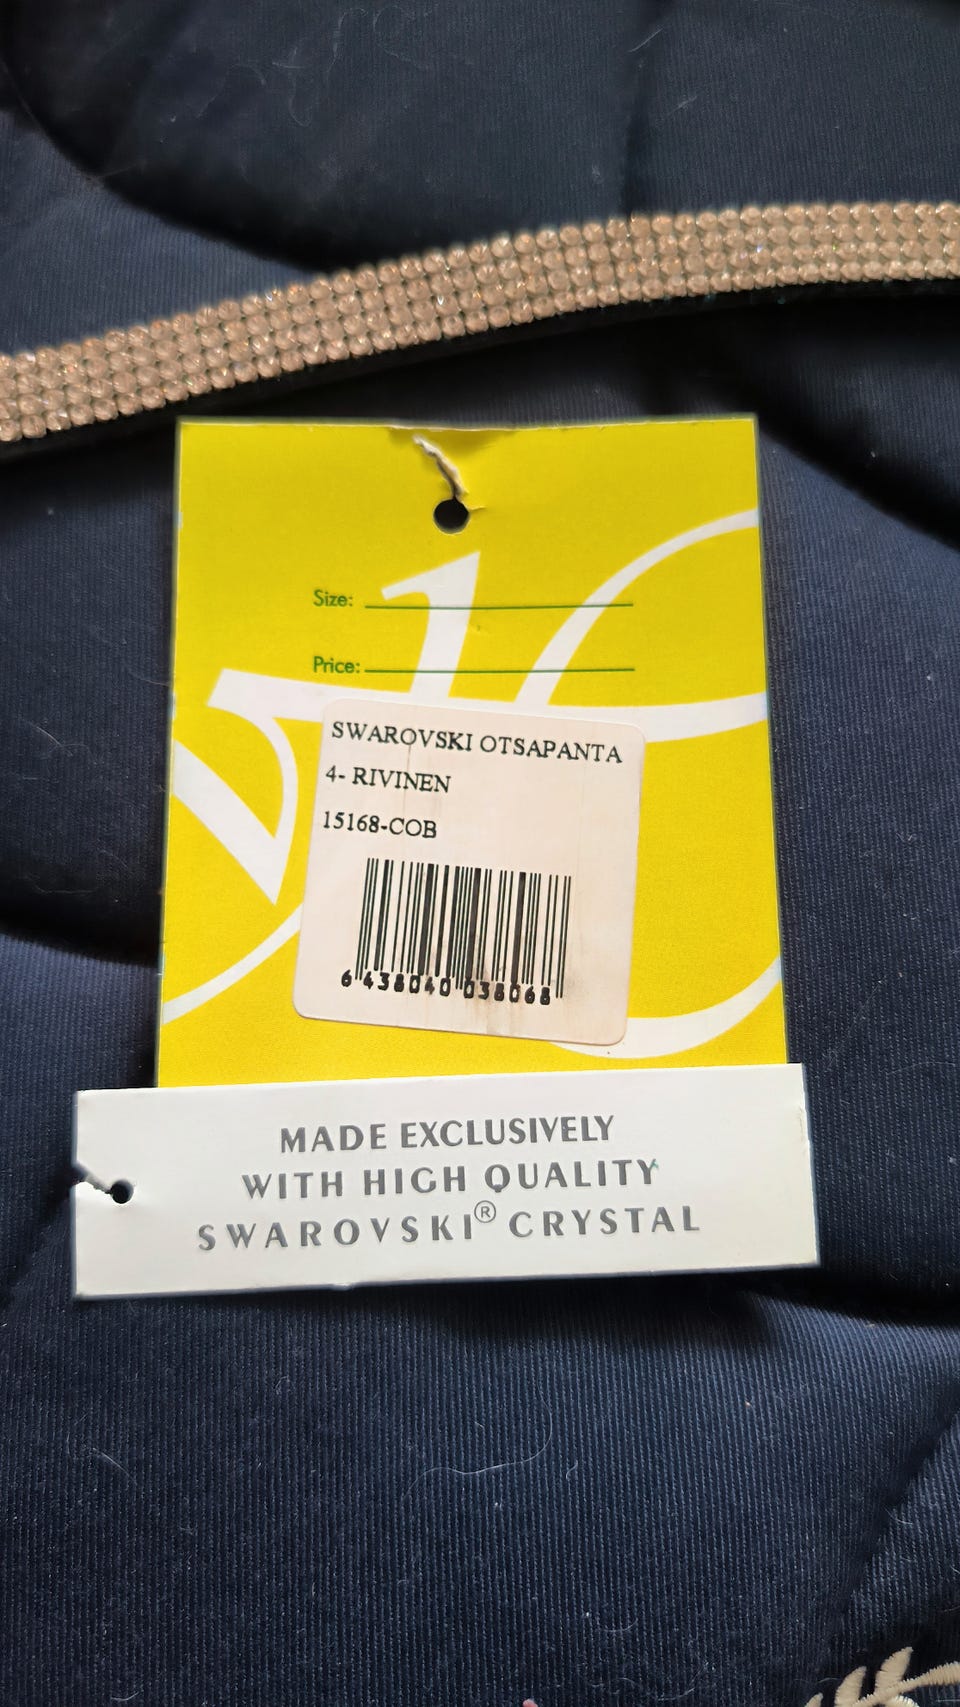 Size:
Price:
SWAROVSKI OTSAPANTA
4- RIVINEN
15168-COB
6 438040 038068
MADE EXCLUSIVELY
WITH HIGH QUALITY
SWAROVSKI® CRYSTAL